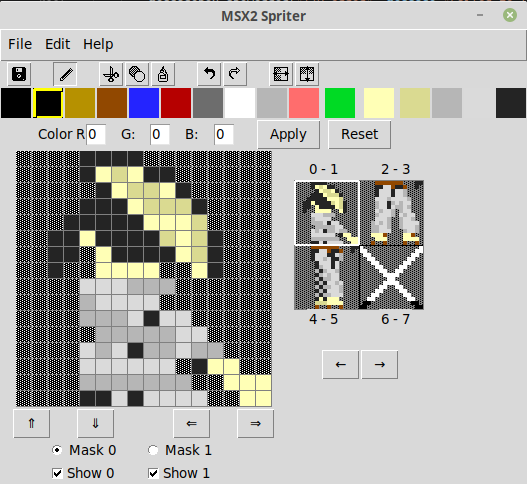 MSX2 Spriter
File Edit Help
Color R 0 G: 0 B: 0 Apply Reset
0 - 1 2 - 3
4 - 5 6 - 7
← →
⇑ ⇓ ⇐ ⇒
Mask 0 Mask 1
Show 0 Show 1